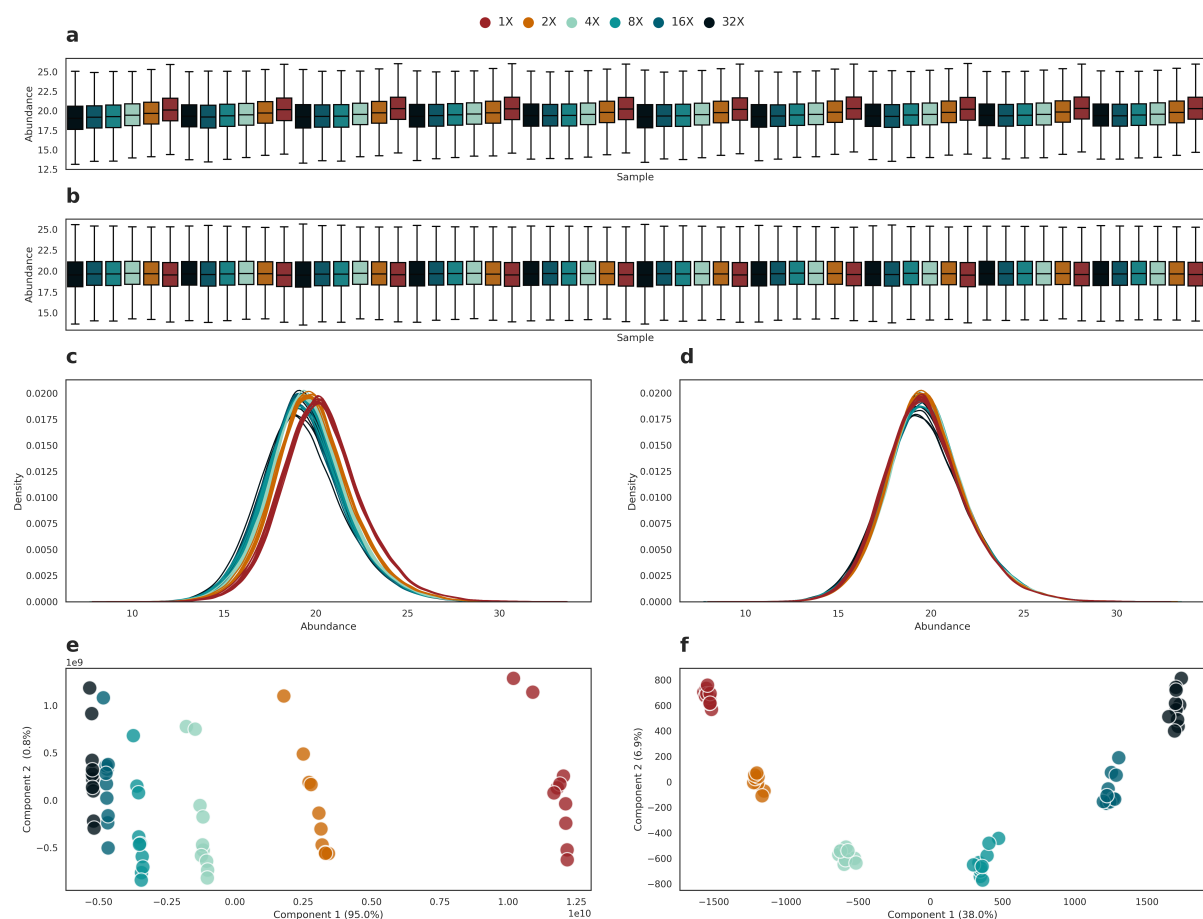 1X 2X 4X 8X 16X 32X
a
25.0
22.5
20.0
17.5
15.0
12.5
Abundance
Sample
b
25.0
22.5
20.0
17.5
15.0
Abundance
Sample
c
0.0200
0.0175
0.0150
0.0125
0.0100
0.0075
0.0050
0.0025
0.0000
Density
10 15 20 25 30
Abundance
d
0.0200
0.0175
0.0150
0.0125
0.0100
0.0075
0.0050
0.0025
0.0000
Density
10 15 20 25 30
Abundance
e
1e9
1.0
0.5
0.0
−0.5
Component 2 (0.8%)
−0.50 −0.25 0.00 0.25 0.50 0.75 1.00 1.25
1e10
Component 1 (95.0%)
f
800
600
400
200
0
−200
−400
−600
−800
Component 2 (6.9%)
−1500 −1000 −500 0 500 1000 1500
Component 1 (38.0%)